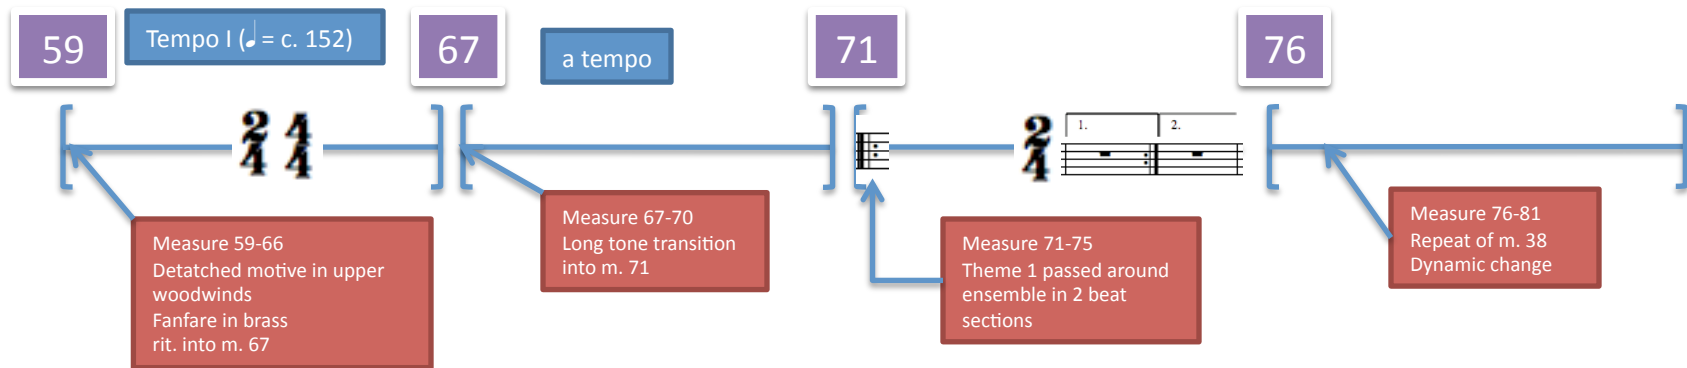 59
Tempo I (♩ = c. 152)
67
a tempo
71
76
2 4
4 4
2
4
1. 2.
Measure 59-66
Detatched motive in upper
woodwinds
Fanfare in brass
rit. into m. 67
Measure 67-70
Long tone transition
into m. 71
Measure 71-75
Theme 1 passed around
ensemble in 2 beat
sections
Measure 76-81
Repeat of m. 38
Dynamic change